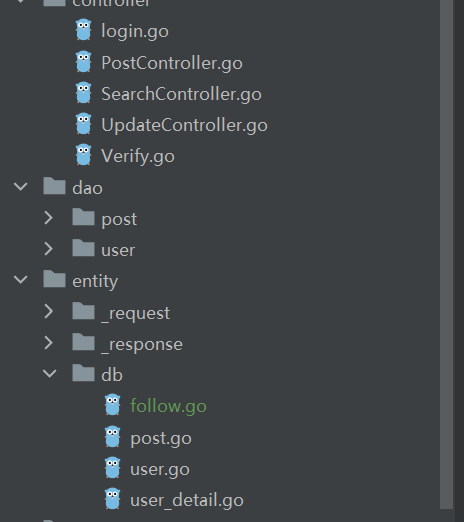 controller
login.go
PostController.go
SearchController.go
UpdateController.go
Verify.go
dao
post
user
entity
_request
_response
db
follow.go
post.go
user.go
user_detail.go